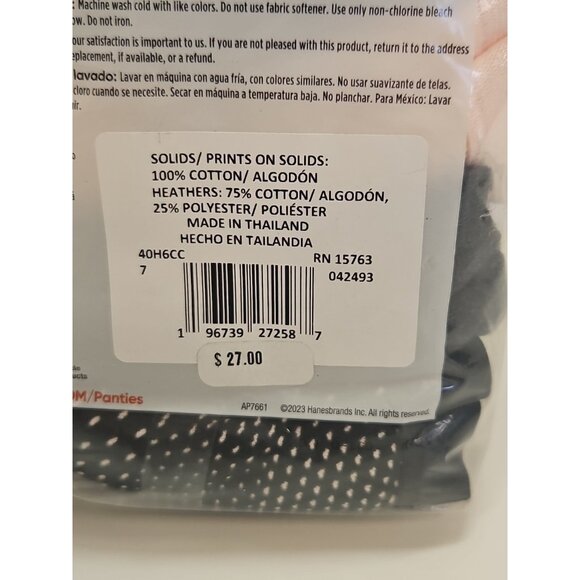 : Machine wash cold with like colors. Do not use fabric softener. Use only non-chlorine bleach
ow. Do not iron.
our satisfaction is important to us. If you are not pleased with this product, return it to the address
eplacement, if available, or a refund.
lavado: Lavar en máquina con agua fría, con colores similares. No usar suavizante de telas.
cloro cuando se necesite. Secar en máquina a temperatura baja. No planchar. Para México: Lavar
SOLIDS/ PRINTS ON SOLIDS:
100% COTTON/ ALGODÓN
HEATHERS: 75% COTTON/ ALGODÓN,
25% POLYESTER/ POLIÉSTER
MADE IN THAILAND
HECHO EN TAILANDIA
40H6CC RN 15763
7 042493
1 96739 27258 7
$ 27.00
OM/Panties
AP7661 ©2023 Hanesbrands Inc. All rights reserved.